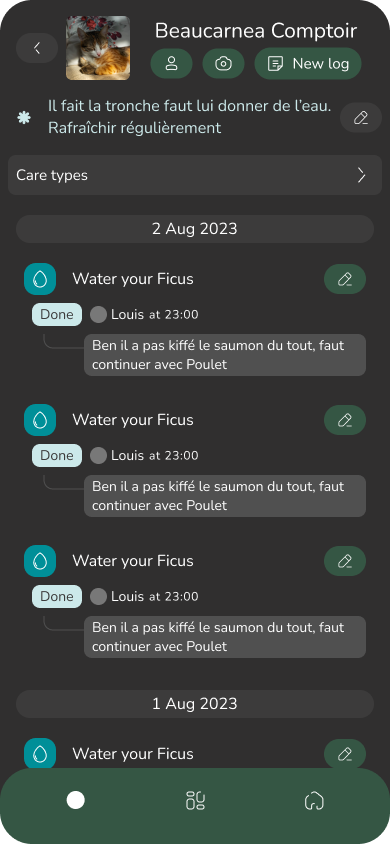 Beaucarnea Comptoir
New log
Il fait la tronche faut lui donner de l'eau.
Rafraîchir régulièrement
Care types
2 Aug 2023
Water your Ficus
Done Louis at 23:00
Ben il a pas kiffé le saumon du tout, faut
continuer avec Poulet
Water your Ficus
Done Louis at 23:00
Ben il a pas kiffé le saumon du tout, faut
continuer avec Poulet
Water your Ficus
Done Louis at 23:00
Ben il a pas kiffé le saumon du tout, faut
continuer avec Poulet
1 Aug 2023
Water your Ficus